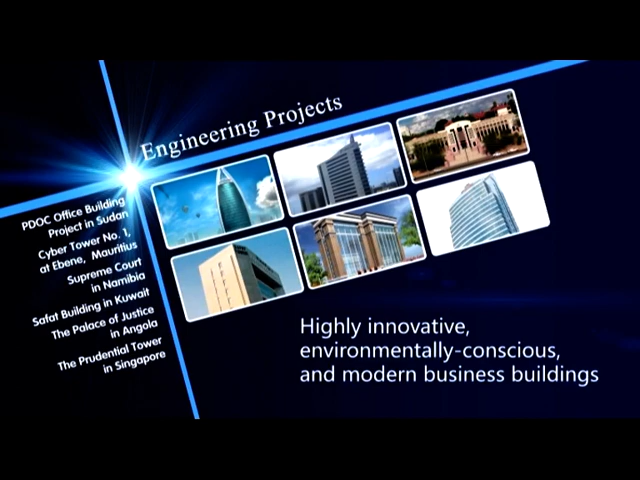 Engineering Projects
PDOC Office Building
Project in Sudan
Cyber Tower No. 1,
at Ebene, Mauritius
Supreme Court
in Namibia
Safat Building in Kuwait
The Palace of Justice
in Angola
The Prudential Tower
in Singapore
Highly innovative,
environmentally-conscious,
and modern business buildings